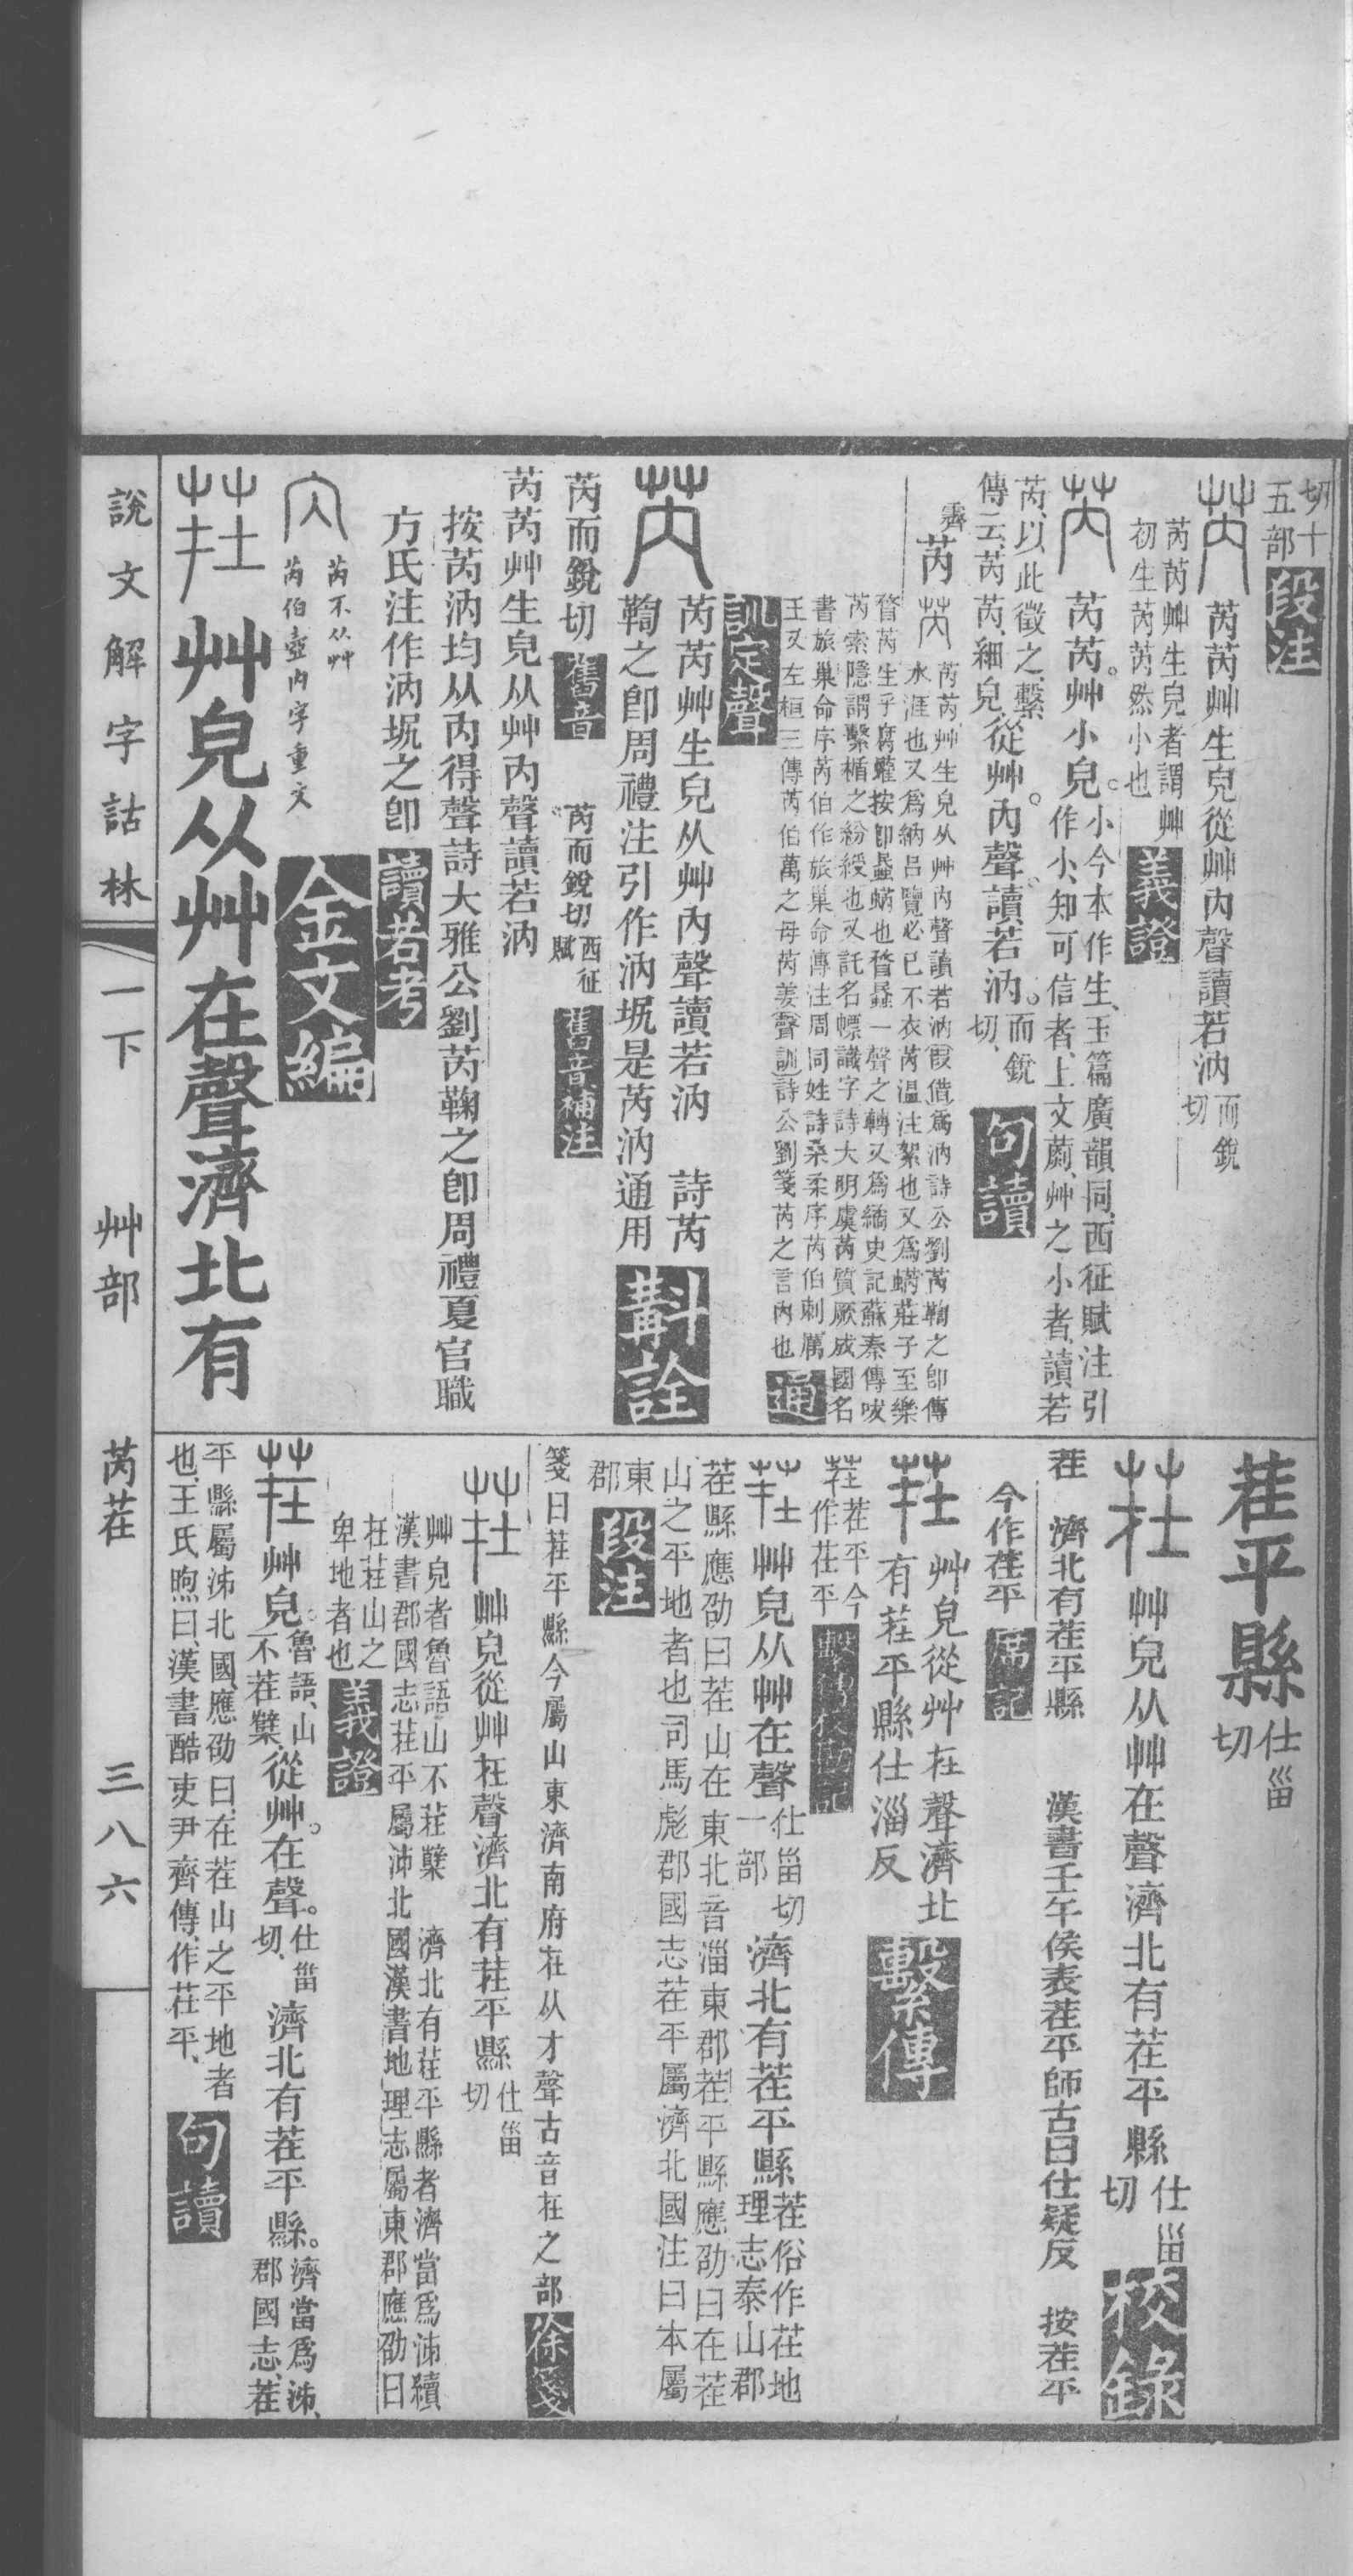 切十
五部
段注
芮芮艸生皃從艸內聲讀若汭
而銳
切
芮芮艸生皃者謂艸
初生芮芮然小也
義證
芮芮。艸小皃。
小今本作生、玉篇廣韻同、西征賦注引
作小、知可信者、上文䓲、艸之小者、讀若
芮、以此徵之、繫
傳云、芮芮、細皃、
從艸。內聲。讀若汭。
而銳
切、
句讀
霽芮
芮芮、艸生皃从艸內聲讀若汭叚借爲汭詩公劉芮鞫之卽傳
水涯也又爲納呂覽必已不衣芮溫注絮也又爲蜹莊子至樂
瞀芮生乎腐蠸按卽蟁蜹也瞀蟁一聲之轉又爲繘史記蘇秦傳㕹
芮索隱謂繫楯之紛綬也又託名幖識字詩大明虞芮質厥成國名
書旅巢命序芮伯作旅巢命傳注周同姓詩桑柔序芮伯刺厲
王又左桓三傳芮伯萬之母芮姜聲訓詩公劉箋芮之言內也
通
訓定聲
芮芮艸生皃从艸內聲讀若汭　詩芮
鞫之卽周禮注引作汭坭是芮汭通用
斠
詮
芮而銳切
舊音
芮而銳切
西征
賦
舊音補注
芮芮艸生皃从艸內聲讀若汭
按芮汭均从內得聲詩大雅公劉芮鞠之卽周禮夏官職
方氏注作汭坭之卽
讀若考
芮不从艸
芮伯壺內字重文
金文編
艸皃从艸在聲濟北有
說文解字詁林
一下
艸部
芮茬
三八六
茬平縣
仕甾
切
艸皃从艸在聲濟北有茬平縣
仕甾
切
校錄
茬　濟北有茬平縣　漢書王子侯表茬平師古曰仕疑反　按茬平
今作茌平
席記
艸皃從艸在聲濟北
有茬平縣仕淄反
繫傳
茬茬平今
作茌平
繫傳校勘記
艸皃从艸在聲
仕甾切
一部
濟北有茬平縣
茬俗作茌地
理志泰山郡
茬縣應劭曰茬山在東北音淄東郡茬平縣應劭曰在茬
山之平地者也司馬彪郡國志茬平屬濟北國注曰本屬
東
郡
段注
箋曰茬平縣今屬山東濟南府在从才聲古音在之部
徐箋
艸皃從艸在聲濟北有茬平縣
仕甾
切
艸皃者魯語山不茬櫱　濟北有茬平縣者濟當爲泲續
漢書郡國志茬平屬泲北國漢書地理志屬東郡應劭曰
在茬山之
卑地者也
義證
艸皃。
魯語、山
不茬櫱、
從艸。在聲。
仕甾
切、
濟北有茬平縣。
濟當爲泲、
郡國志、茬
平縣屬泲北國、應劭曰、在茬山之平地者
也、王氏煦曰、漢書酷吏尹齊傳、作茌平、
句讀